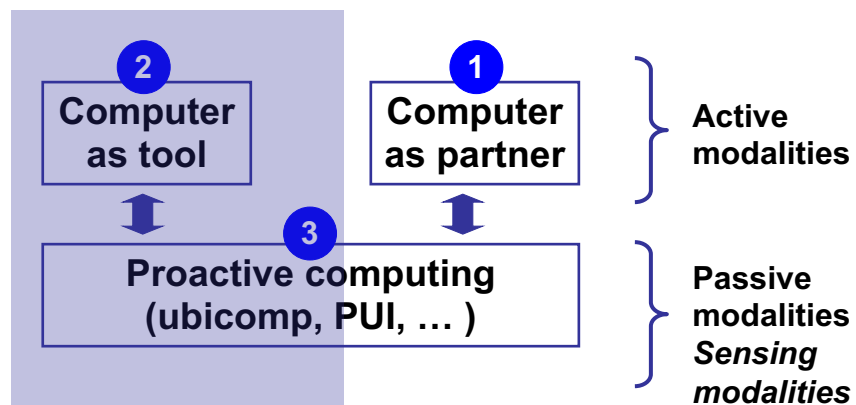 2
Computer
as tool
1
Computer
as partner
Active
modalities
3
Proactive computing
(ubicomp, PUI, … )
Passive
modalities
Sensing
modalities